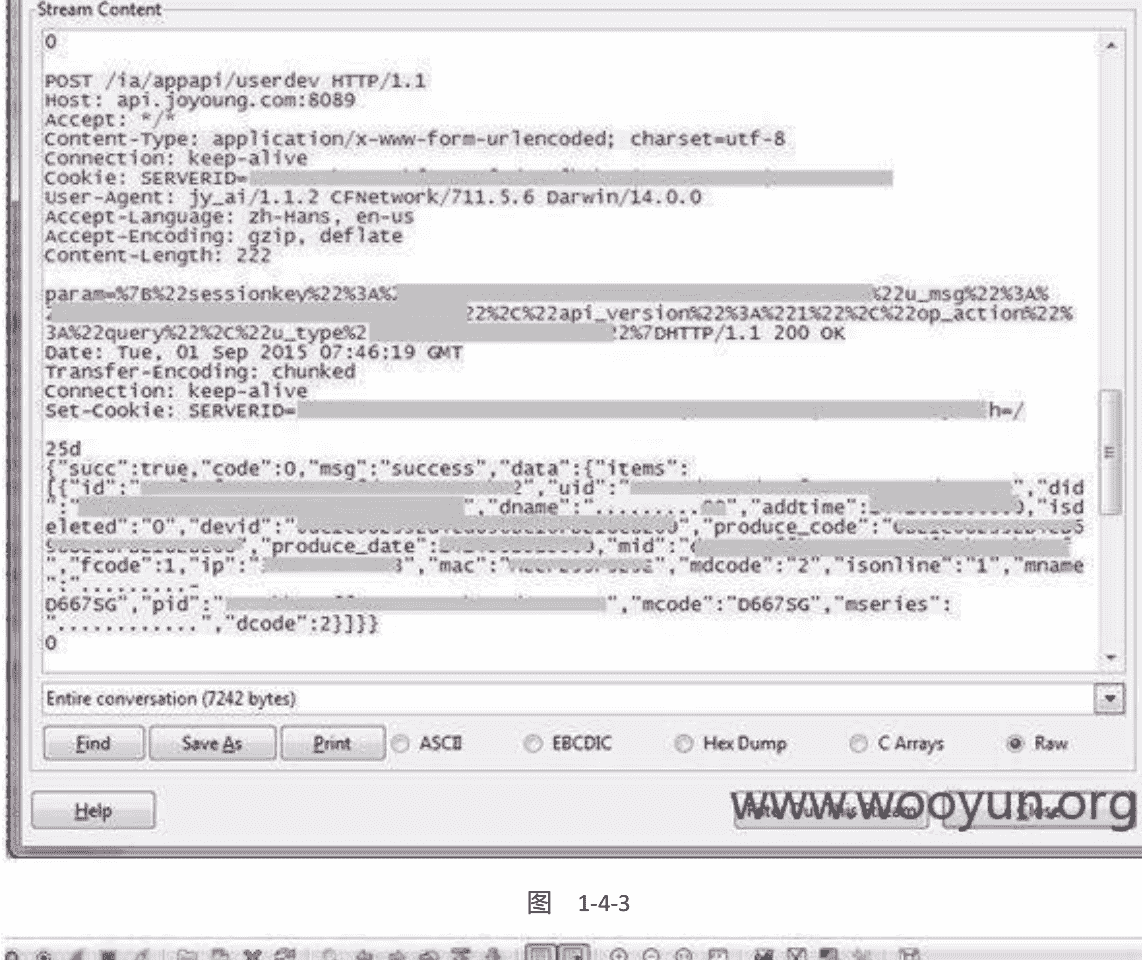 Stream Content
0
POST /ia/appapi/userdev HTTP/1.1
Host: api.joyoung.com:8089
Accept: */*
Content-Type: application/x-www-form-urlencoded; charset=utf-8
Connection: keep-alive
Cookie: SERVERID=
User-Agent: jy_ai/1.1.2 CFNetwork/711.5.6 Darwin/14.0.0
Accept-Language: zh-Hans, en-us
Accept-Encoding: gzip, deflate
Content-Length: 222
param=%7B%22sessionkey%22%3A%2 %22u_msg%22%3A%
22%2C%22api_version%22%3A%221%22%2C%22op_action%22%
3A%22query%22%2C%22u_type%2 2%7DHTTP/1.1 200 OK
Date: Tue, 01 Sep 2015 07:46:19 GMT
Transfer-Encoding: chunked
Connection: keep-alive
Set-Cookie: SERVERID= h=/
25d
{"succ":true,"code":0,"msg":"success","data":{"items":
[{"id":" 2","uid":" ","did
":" ","dname":"......... ","addtime": 0,"isd
eleted":"0","devid":" ","produce_code":"
","produce_date": ,"mid":
","fcode":1,"ip":" ","mac":" ","mdcode":"2","isonline":"1","mname
":".........
D667SG","pid":" ","mcode":"D667SG","mseries":
"............","dcode":2}]}}
0
Entire conversation (7242 bytes)
Find Save As Print ASCII EBCDIC Hex Dump C Arrays Raw
Help
www.wooyun.org
图 1-4-3